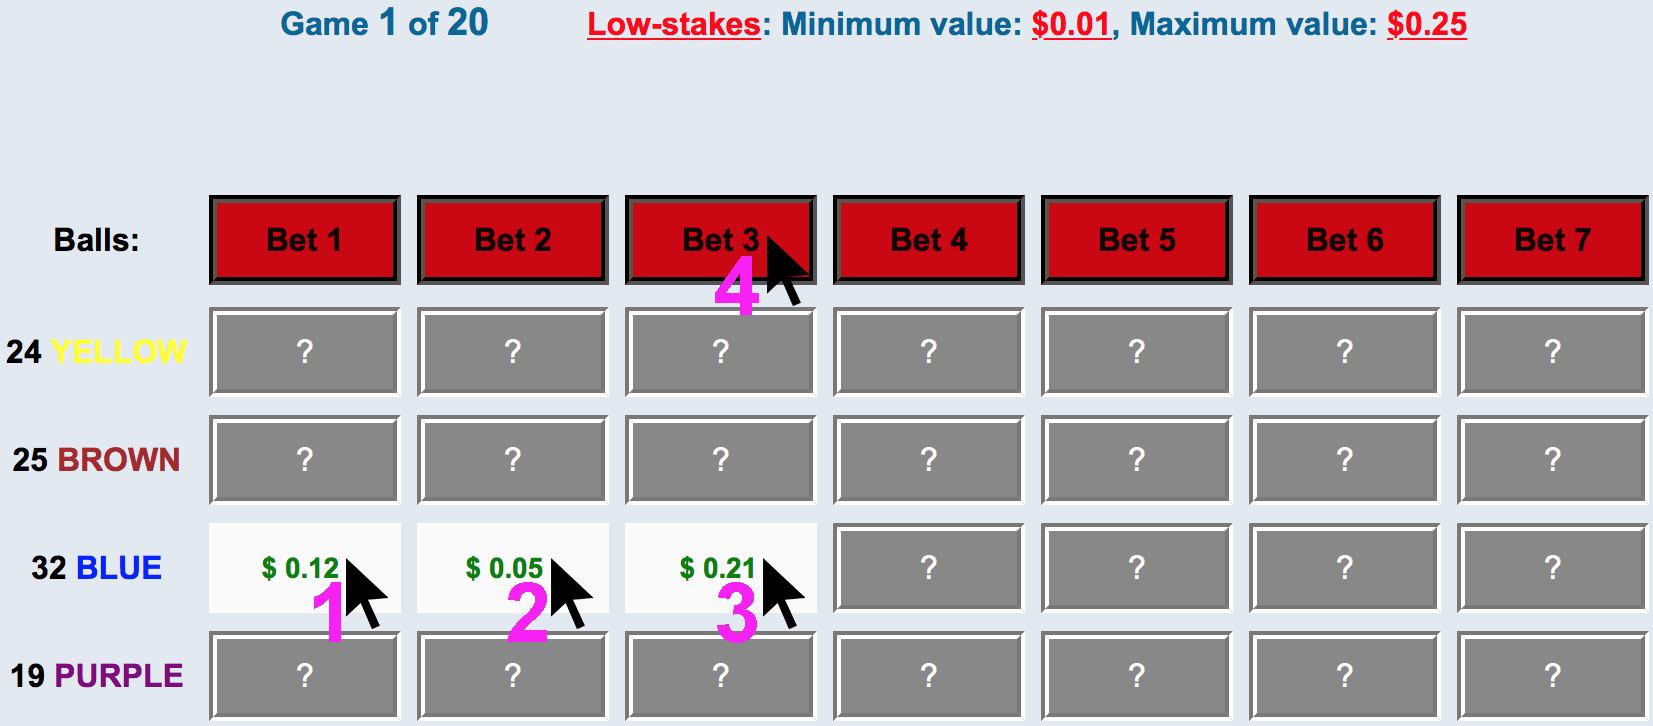 Game 1 of 20 Low-stakes: Minimum value: $0.01, Maximum value: $0.25
Balls: Bet 1 Bet 2 Bet 3 Bet 4 Bet 5 Bet 6 Bet 7
4
24 YELLOW ? ? ? ? ? ? ?
25 BROWN ? ? ? ? ? ? ?
32 BLUE $ 0.12 $ 0.05 $ 0.21 ? ? ? ?
1 2 3
19 PURPLE ? ? ? ? ? ? ?